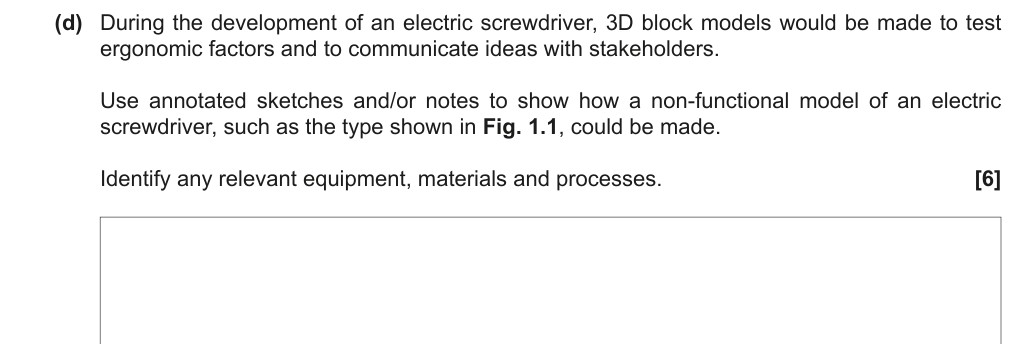 (d) During the development of an electric screwdriver, 3D block models would be made to test
ergonomic factors and to communicate ideas with stakeholders.
Use annotated sketches and/or notes to show how a non-functional model of an electric
screwdriver, such as the type shown in Fig. 1.1, could be made.
Identify any relevant equipment, materials and processes. [6]